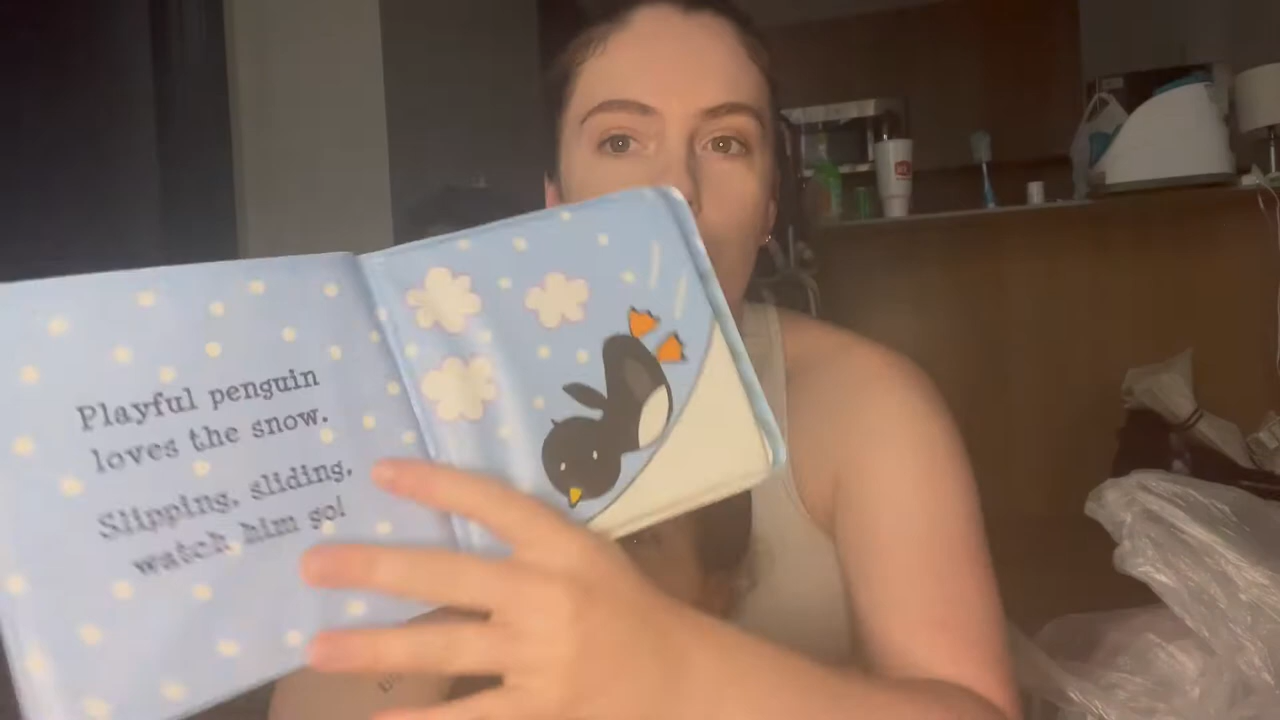 Playful penguin
loves the snow.
Slipping, sliding,
watch him go!